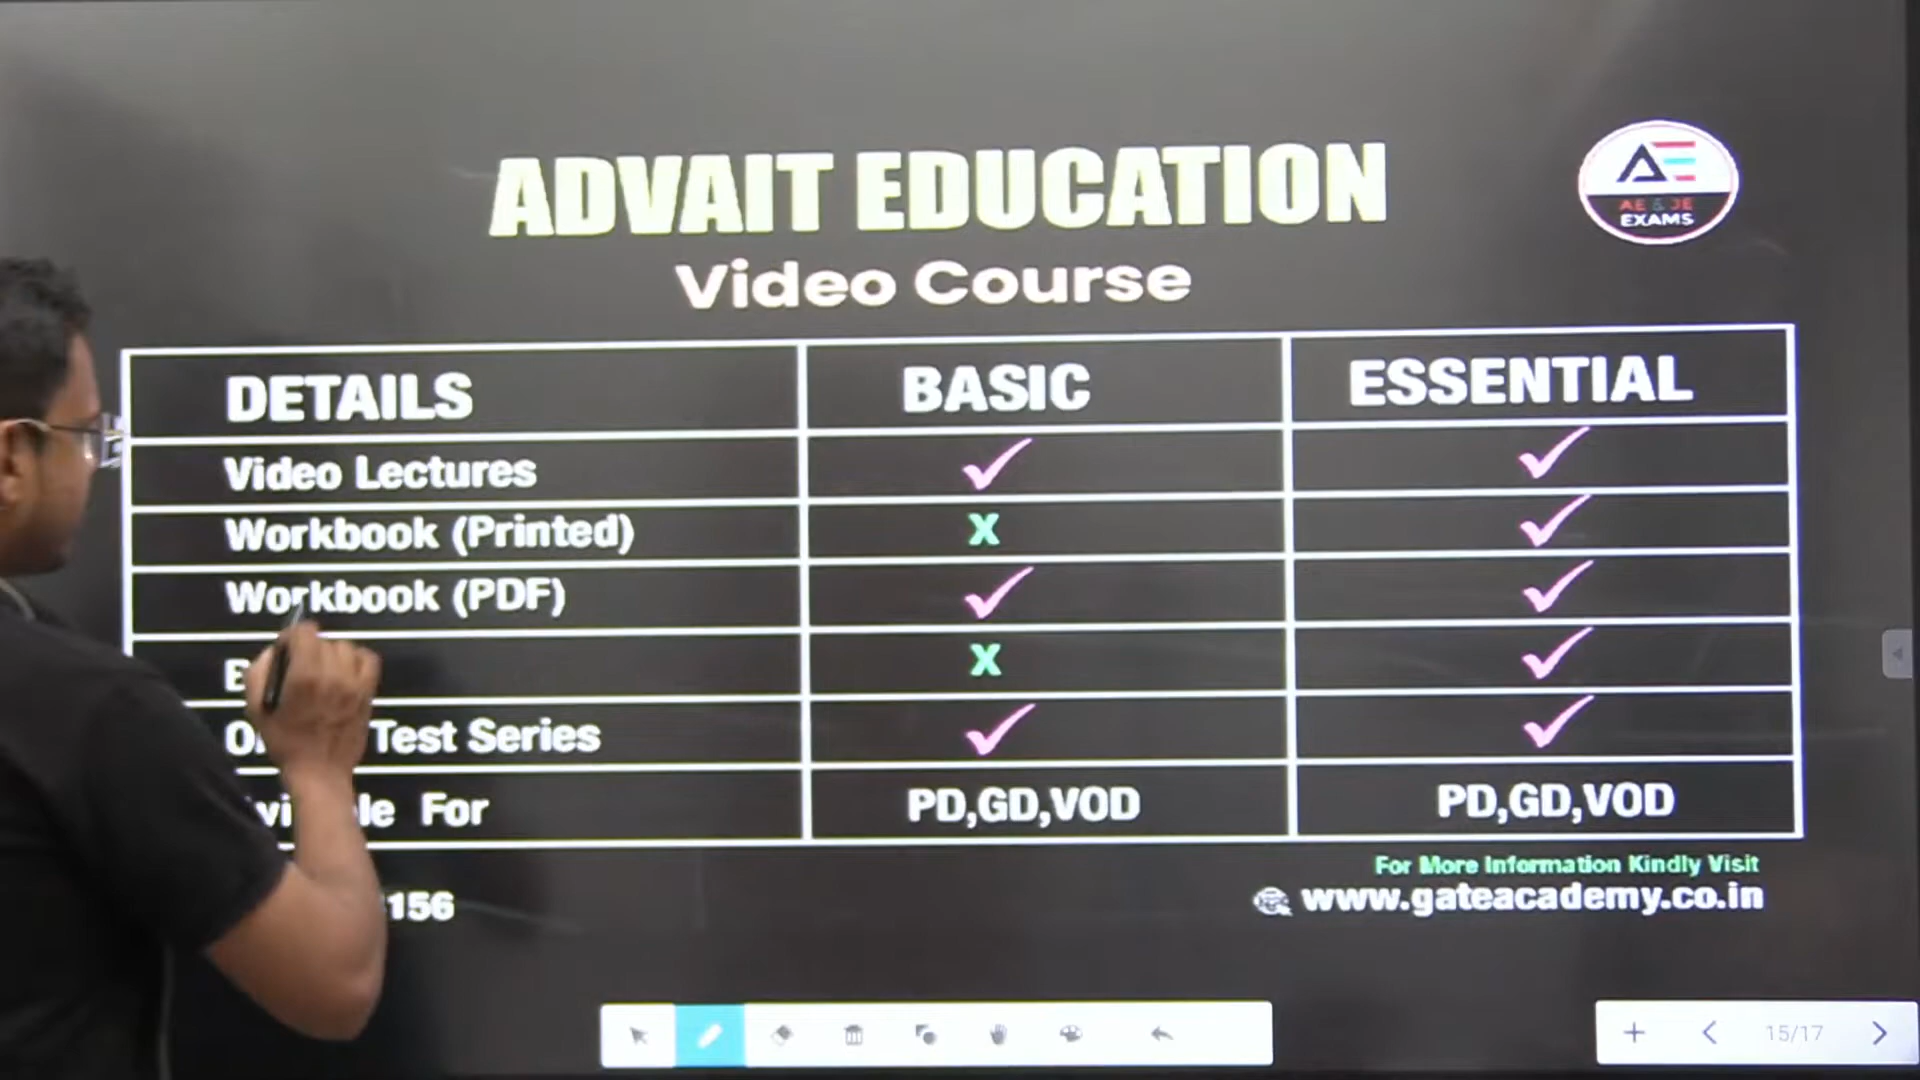 ADVAIT EDUCATION
AE & JE
EXAMS
Video Course
DETAILS BASIC ESSENTIAL
Video Lectures ✓ ✓
Workbook (Printed) X ✓
Workbook (PDF) ✓ ✓
X ✓
Test Series ✓ ✓
For PD,GD,VOD PD,GD,VOD
For More Information Kindly Visit
156 www.gateacademy.co.in
15/17